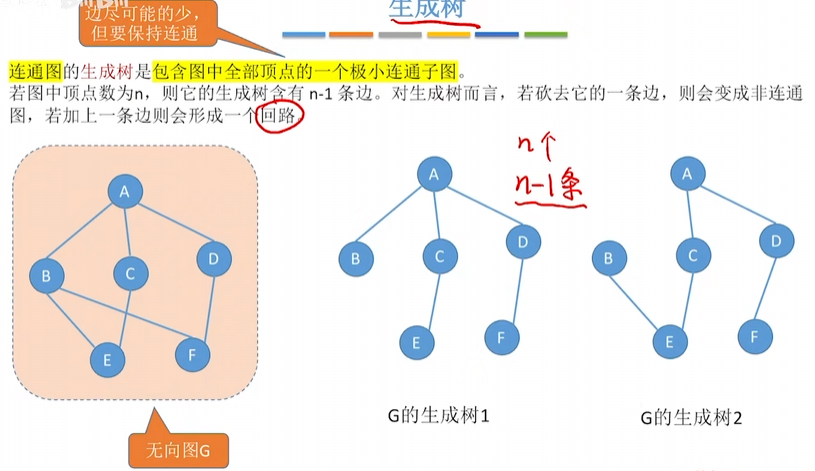 边尽可能的少，
但要保持连通
生成树
连通图的生成树是包含图中全部顶点的一个极小连通子图。
若图中顶点数为n，则它的生成树含有 n-1 条边。对生成树而言，若砍去它的一条边，则会变成非连通
图，若加上一条边则会形成一个回路。
n个
n-1条
A
B
C
D
E
F
无向图G
A
B
C
D
E
F
G的生成树1
A
B
C
D
E
F
G的生成树2